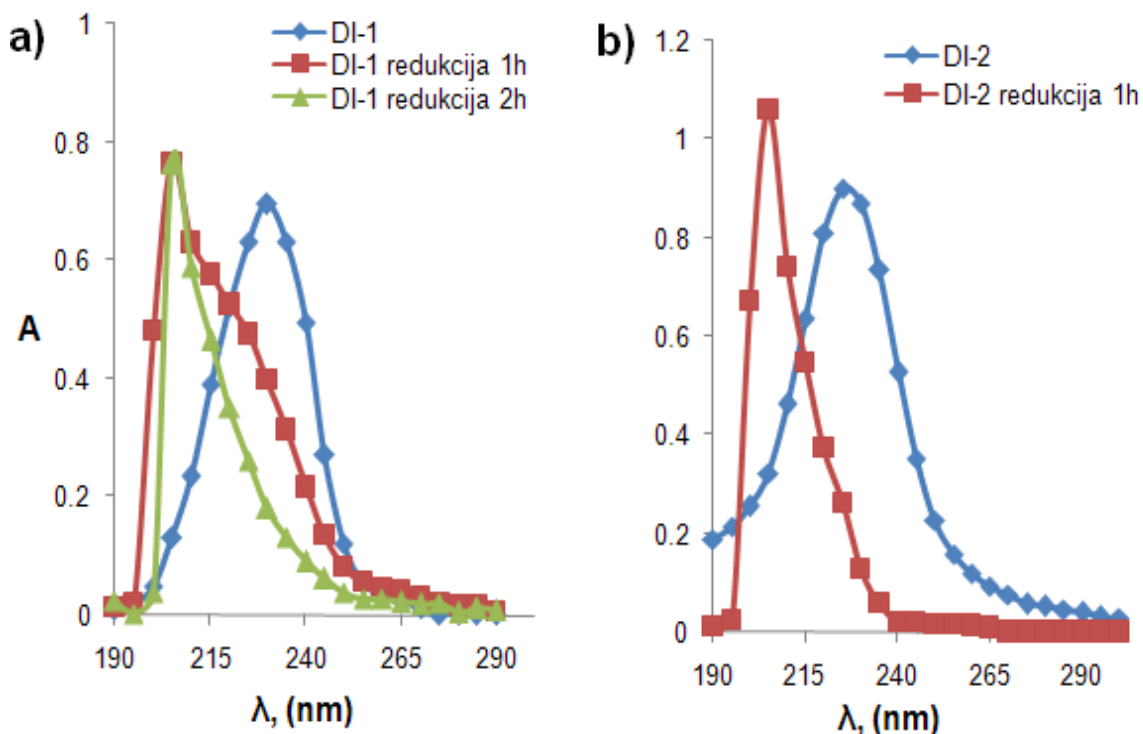 a)
DI-1
DI-1 redukcija 1h
DI-1 redukcija 2h
1
0.8
0.6
0.4
0.2
0
A
190
215
240
265
290
λ, (nm)
b)
DI-2
DI-2 redukcija 1h
1.2
1
0.8
0.6
0.4
0.2
0
190
215
240
265
290
λ, (nm)